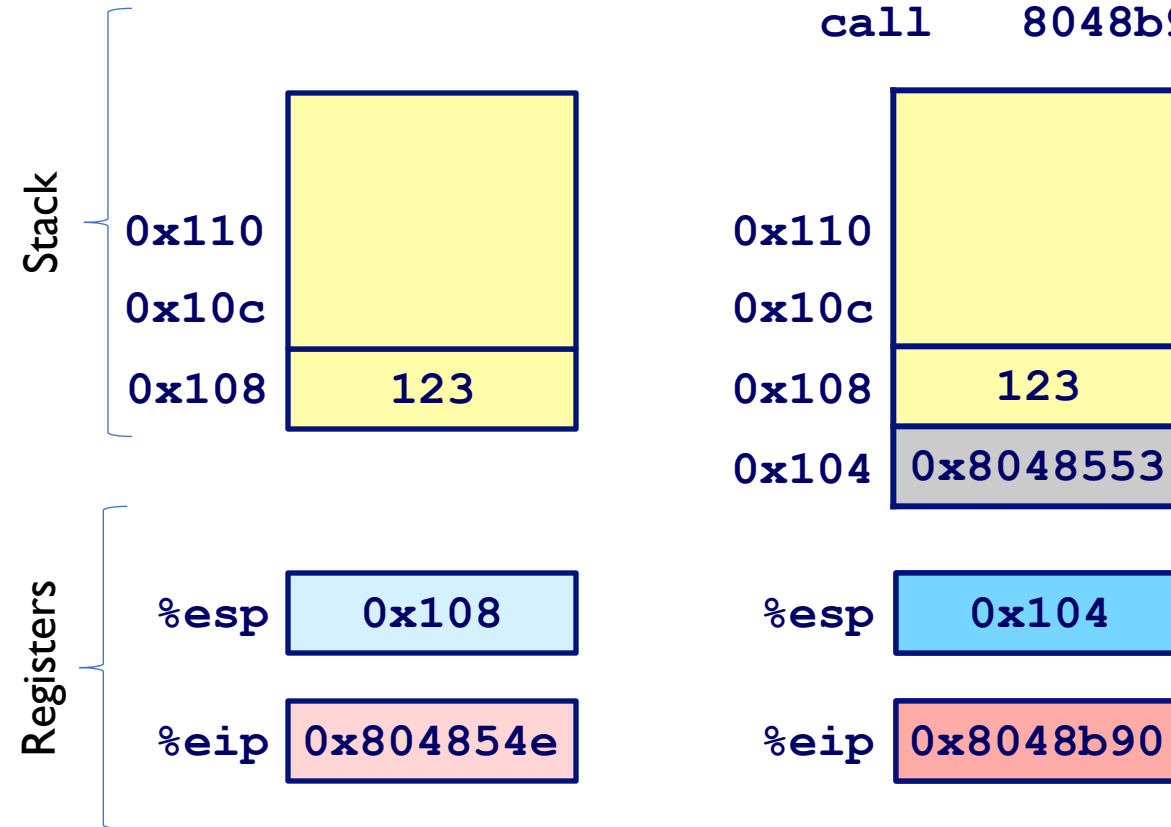 call 8048b9
Stack
0x110
0x10c
0x108 123
0x110
0x10c
0x108 123
0x104 0x8048553
Registers
%esp 0x108
%eip 0x804854e
%esp 0x104
%eip 0x8048b90